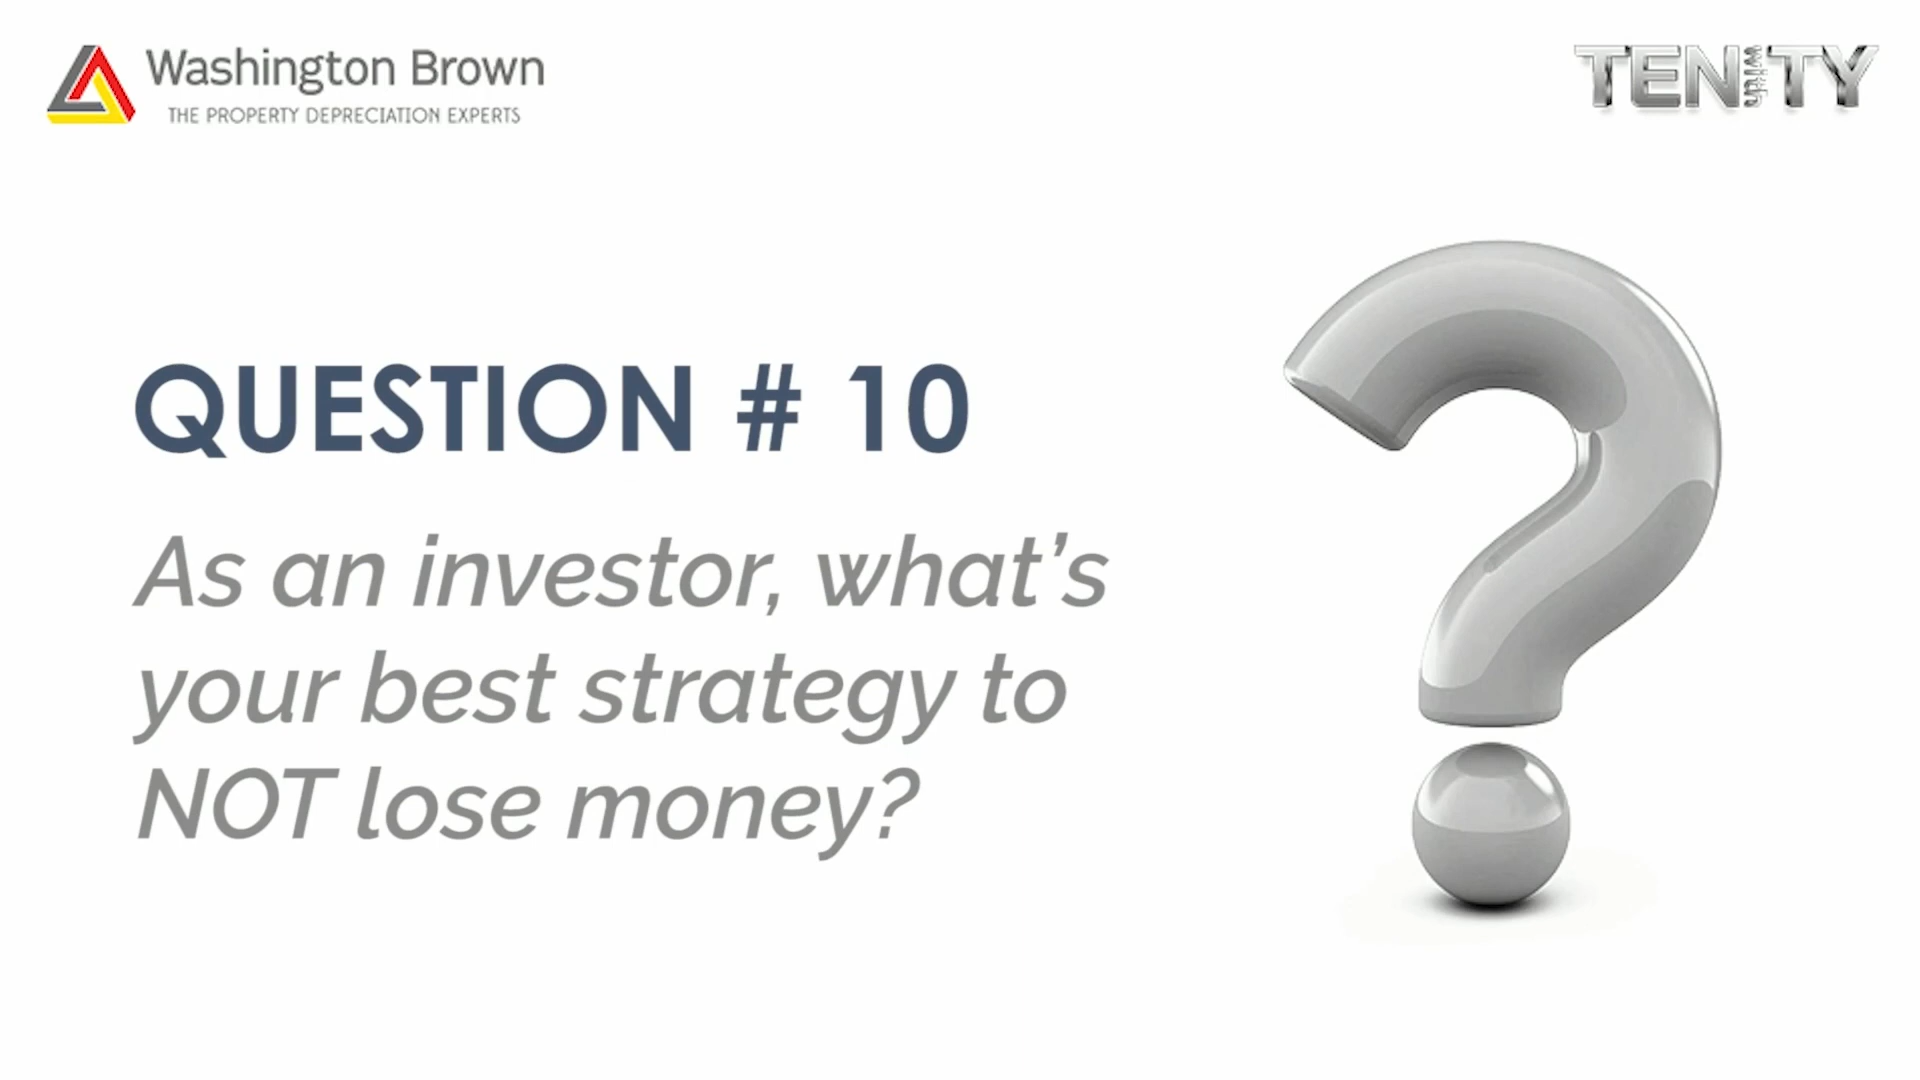 Washington Brown
THE PROPERTY DEPRECIATION EXPERTS
TEN with TY
QUESTION # 10
As an investor, what's
your best strategy to
NOT lose money?